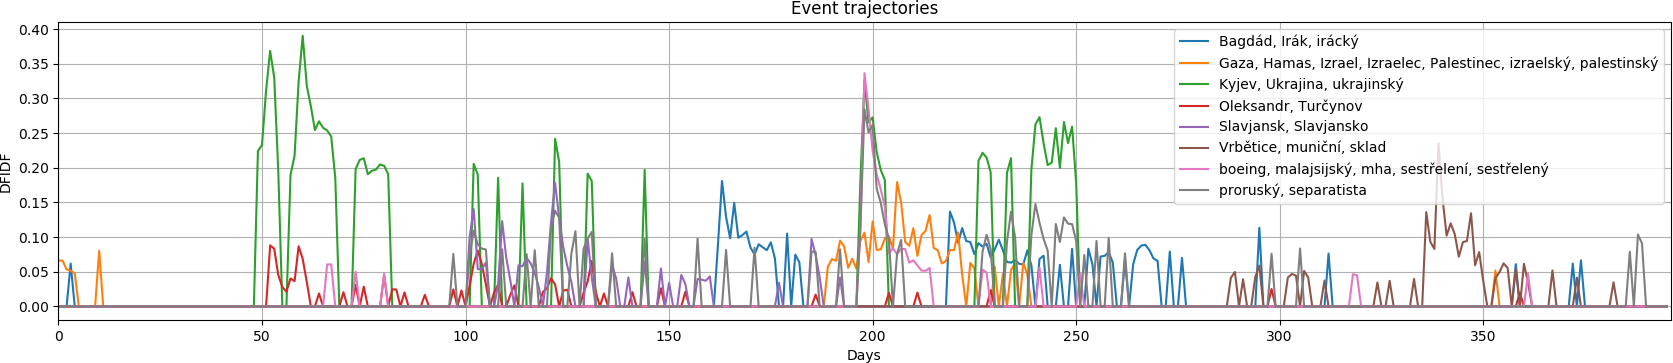 Event trajectories
0.40
0.35
0.30
0.25
0.20
0.15
0.10
0.05
0.00
DFIDF
Bagdád, Irák, irácký
Gaza, Hamas, Izrael, Izraelec, Palestinec, izraelský, palestinský
Kyjev, Ukrajina, ukrajinský
Oleksandr, Turčynov
Slavjansk, Slavjansko
Vrbětice, muniční, sklad
boeing, malajsijský, mha, sestřelení, sestřelený
proruský, separatista
0 50 100 150 200 250 300 350
Days